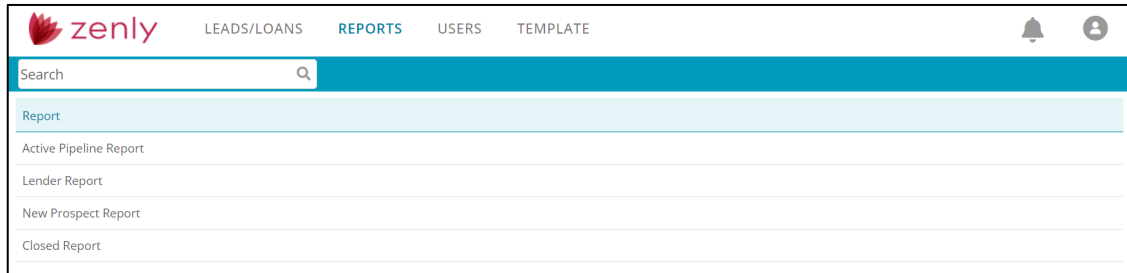 zenly LEADS/LOANS REPORTS USERS TEMPLATE
Search
Report
Active Pipeline Report
Lender Report
New Prospect Report
Closed Report